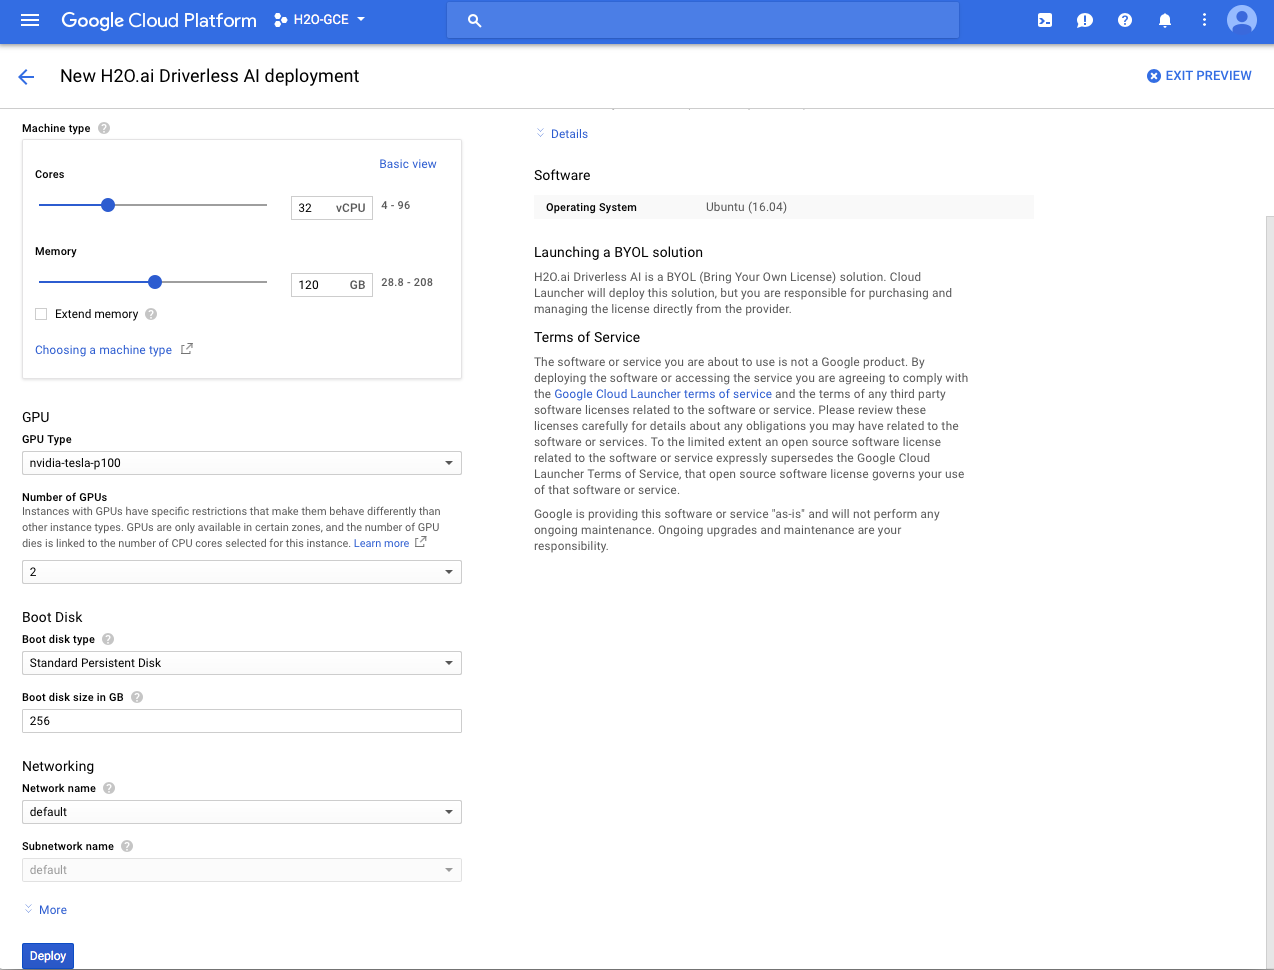 Google Cloud Platform
H2O-GCE
New H2O.ai Driverless AI deployment
EXIT PREVIEW
Machine type
Basic view
Cores
32 vCPU 4 - 96
Memory
120 GB 28.8 - 208
Extend memory
Choosing a machine type
GPU
GPU Type
nvidia-tesla-p100
Number of GPUs
Instances with GPUs have specific restrictions that make them behave differently than
other instance types. GPUs are only available in certain zones, and the number of GPU
dies is linked to the number of CPU cores selected for this instance. Learn more
2
Boot Disk
Boot disk type
Standard Persistent Disk
Boot disk size in GB
256
Networking
Network name
default
Subnetwork name
default
More
Deploy
Details
Software
Operating System Ubuntu (16.04)
Launching a BYOL solution
H2O.ai Driverless AI is a BYOL (Bring Your Own License) solution. Cloud
Launcher will deploy this solution, but you are responsible for purchasing and
managing the license directly from the provider.
Terms of Service
The software or service you are about to use is not a Google product. By
deploying the software or accessing the service you are agreeing to comply with
the Google Cloud Launcher terms of service and the terms of any third party
software licenses related to the software or service. Please review these
licenses carefully for details about any obligations you may have related to the
software or services. To the limited extent an open source software license
related to the software or service expressly supersedes the Google Cloud
Launcher Terms of Service, that open source software license governs your use
of that software or service.
Google is providing this software or service "as-is" and will not perform any
ongoing maintenance. Ongoing upgrades and maintenance are your
responsibility.